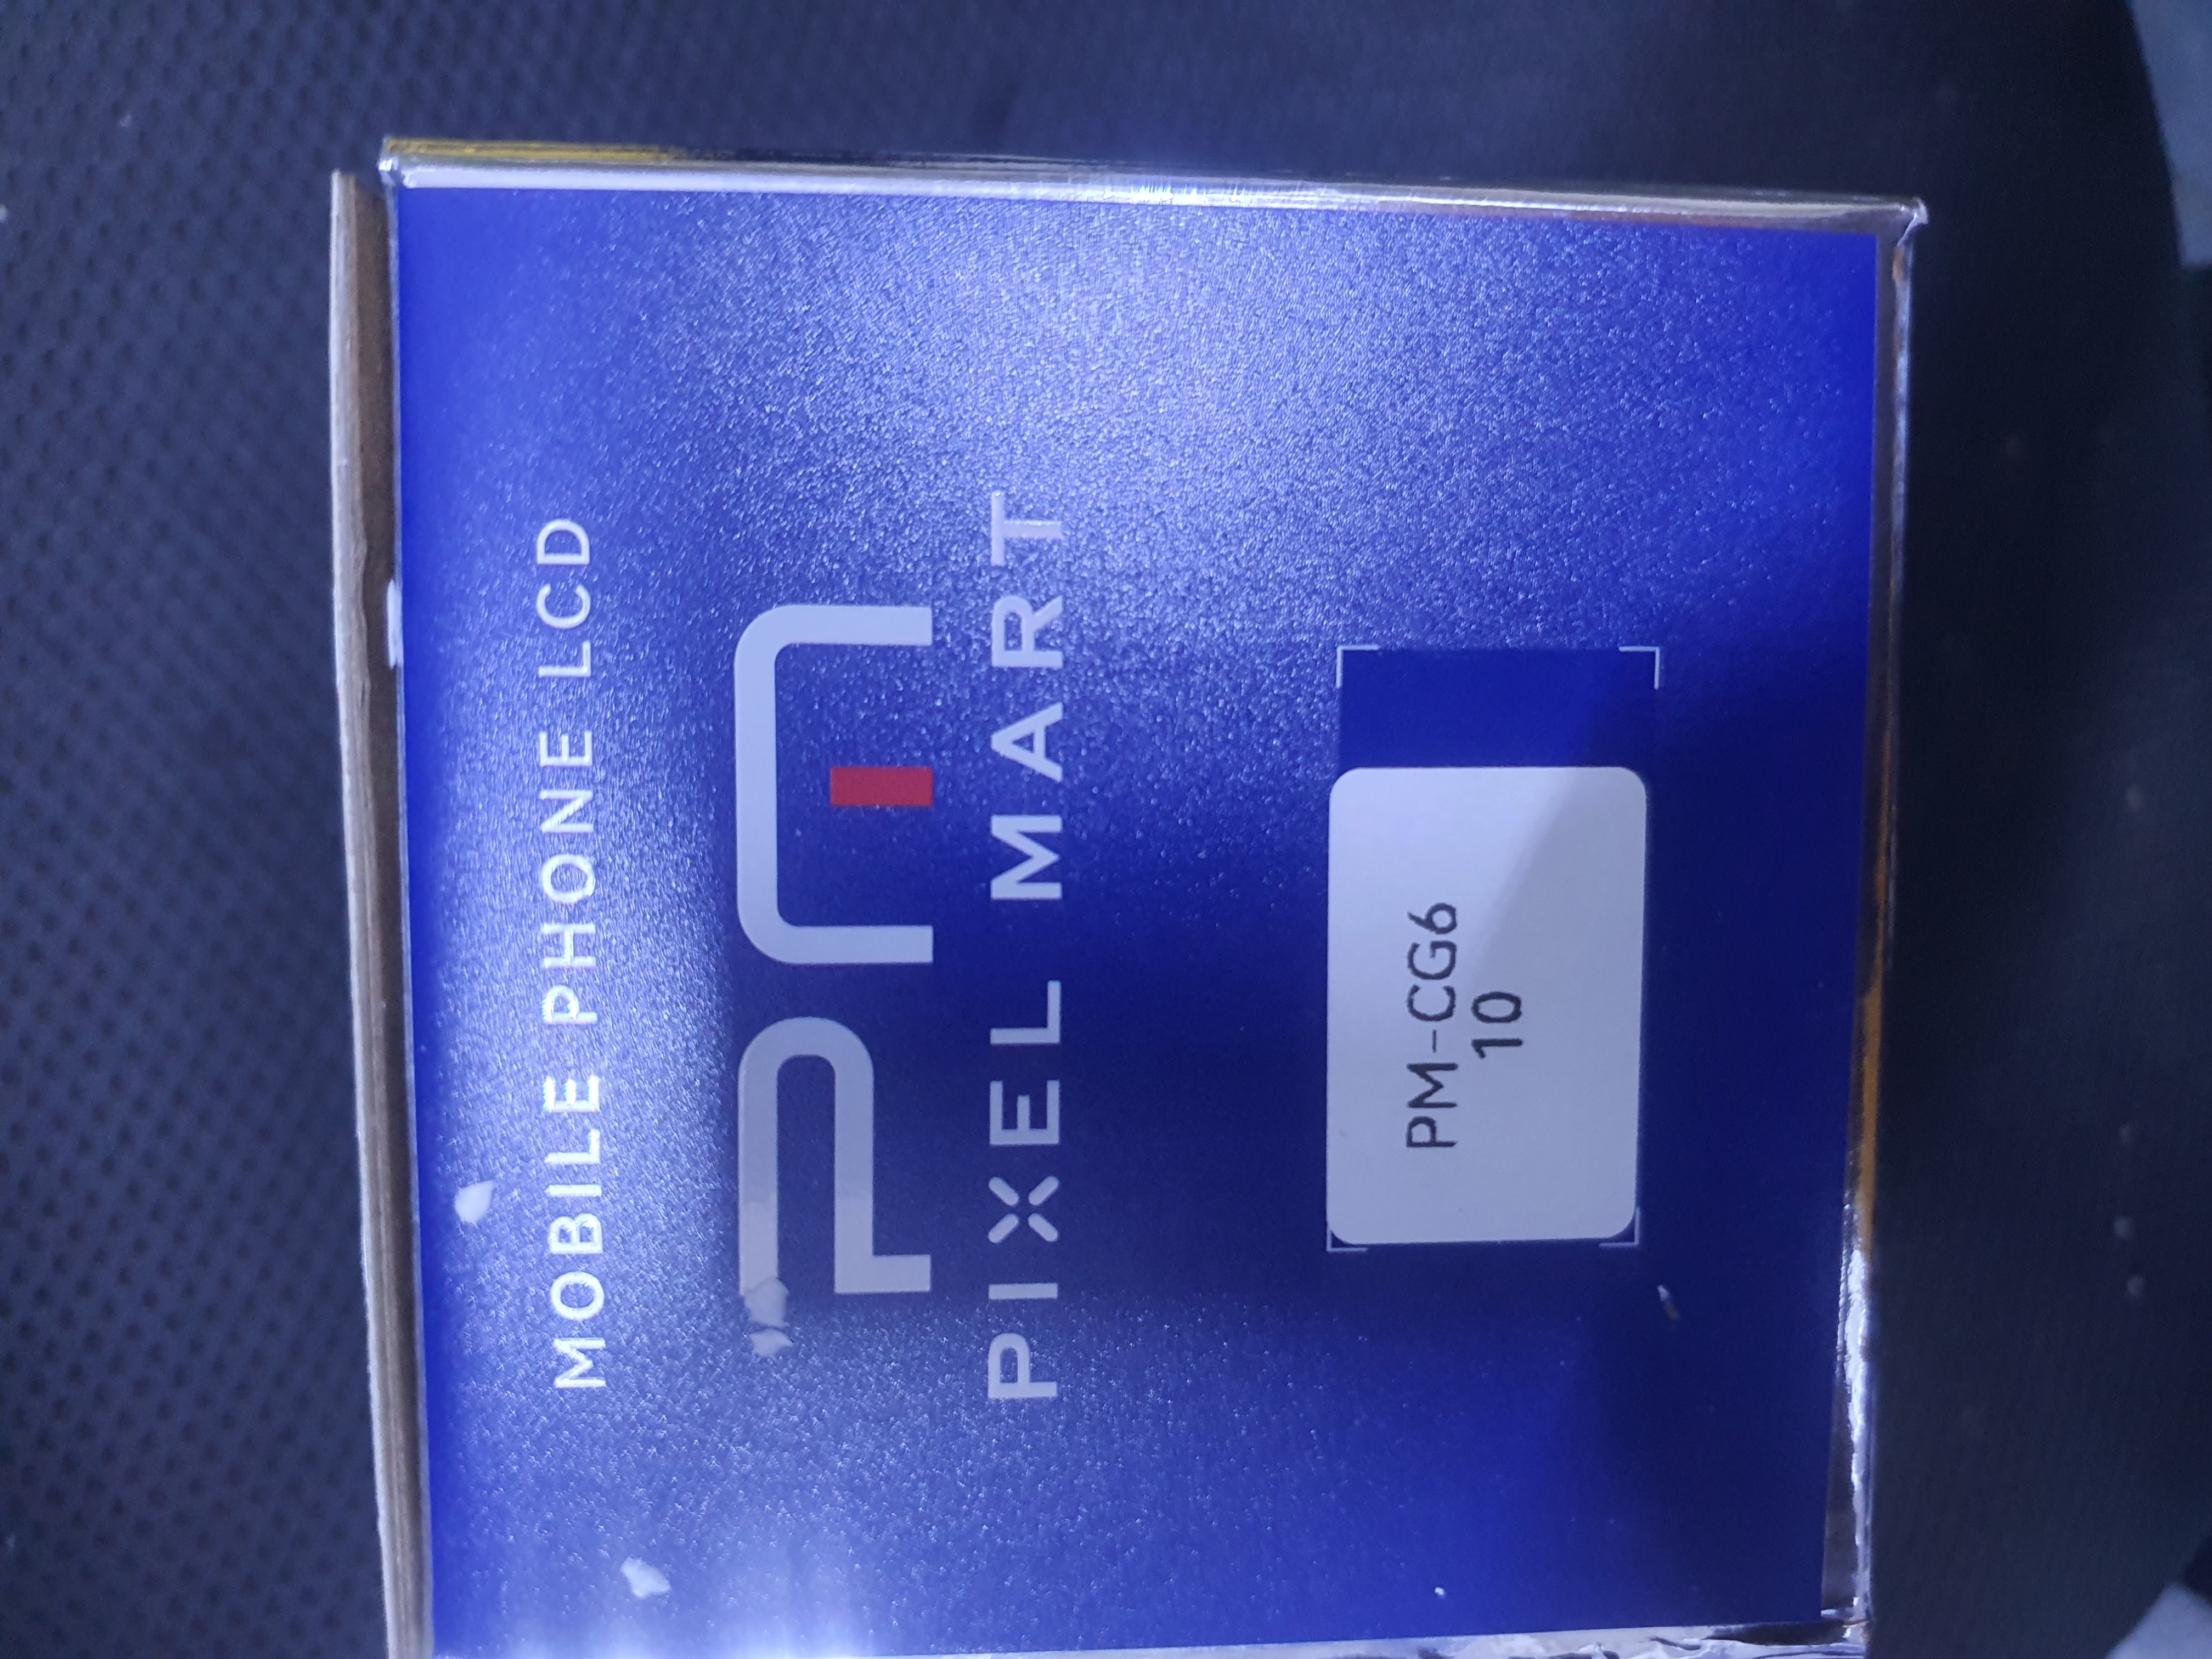 MOBILE PHONE LCD
PM
PIXEL MART
PM-CG6
10